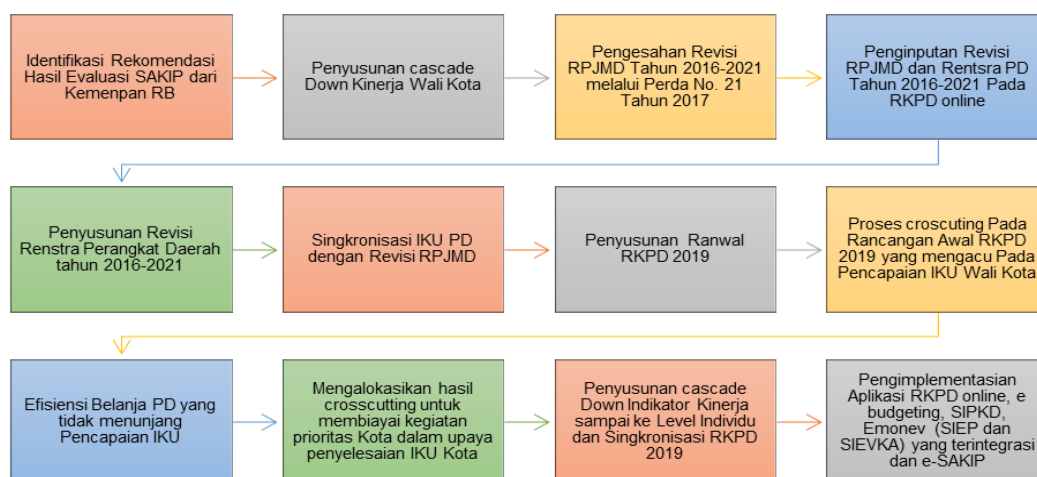 Identifikasi Rekomendasi
Hasil Evaluasi SAKIP dari
Kemenpan RB
Penyusunan cascade
Down Kinerja Wali Kota
Pengesahan Revisi
RPJMD Tahun 2016-2021
melalui Perda No. 21
Tahun 2017
Penginputan Revisi
RPJMD dan Rentsra PD
Tahun 2016-2021 Pada
RKPD online
Penyusunan Revisi
Renstra Perangkat Daerah
tahun 2016-2021
Singkronisasi IKU PD
dengan Revisi RPJMD
Penyusunan Ranwal
RKPD 2019
Proses croscuting Pada
Rancangan Awal RKPD
2019 yang mengacu Pada
Pencapaian IKU Wali Kota
Efisiensi Belanja PD yang
tidak menunjang
Pencapaian IKU
Mengalokasikan hasil
crosscutting untuk
membiayai kegiatan
prioritas Kota dalam upaya
penyelesaian IKU Kota
Penyusunan cascade
Down Indikator Kinerja
sampai ke Level Individu
dan Singkronisasi RKPD
2019
Pengimplementasian
Aplikasi RKPD online, e
budgeting, SIPKD,
Emonev (SIEP dan
SIEVKA) yang terintegrasi
dan e-SAKIP